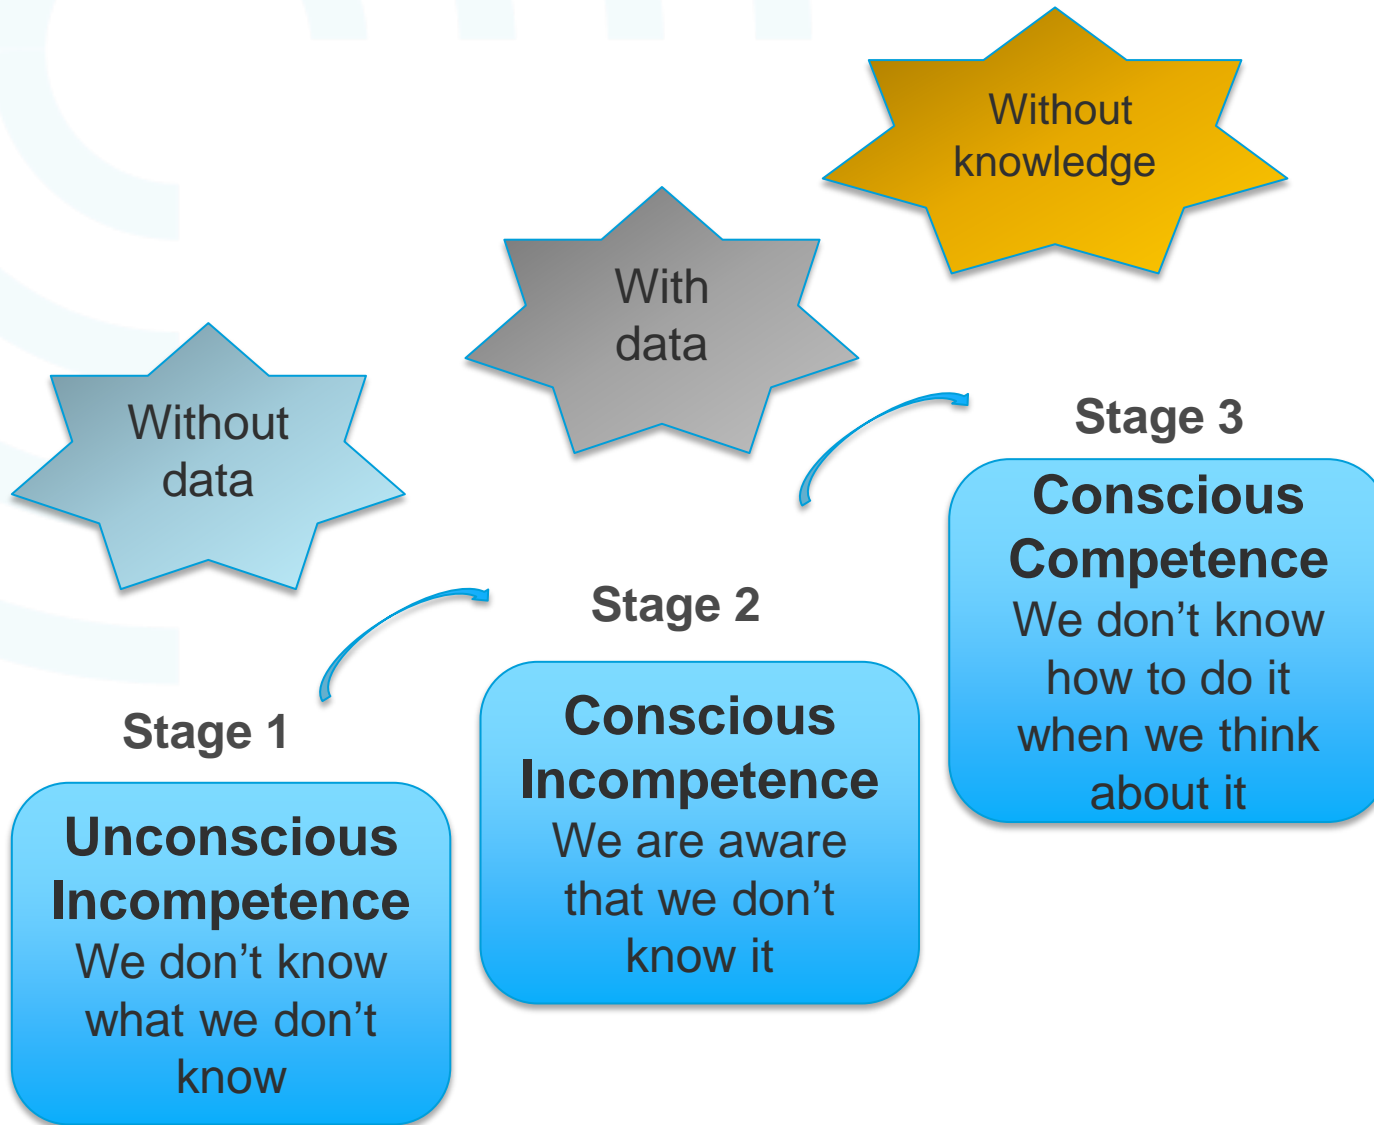 Without
data
Stage 1
Unconscious
Incompetence
We don’t know
what we don’t
know
With
data
Stage 2
Conscious
Incompetence
We are aware
that we don’t
know it
Without
knowledge
Stage 3
Conscious
Competence
We don’t know
how to do it
when we think
about it